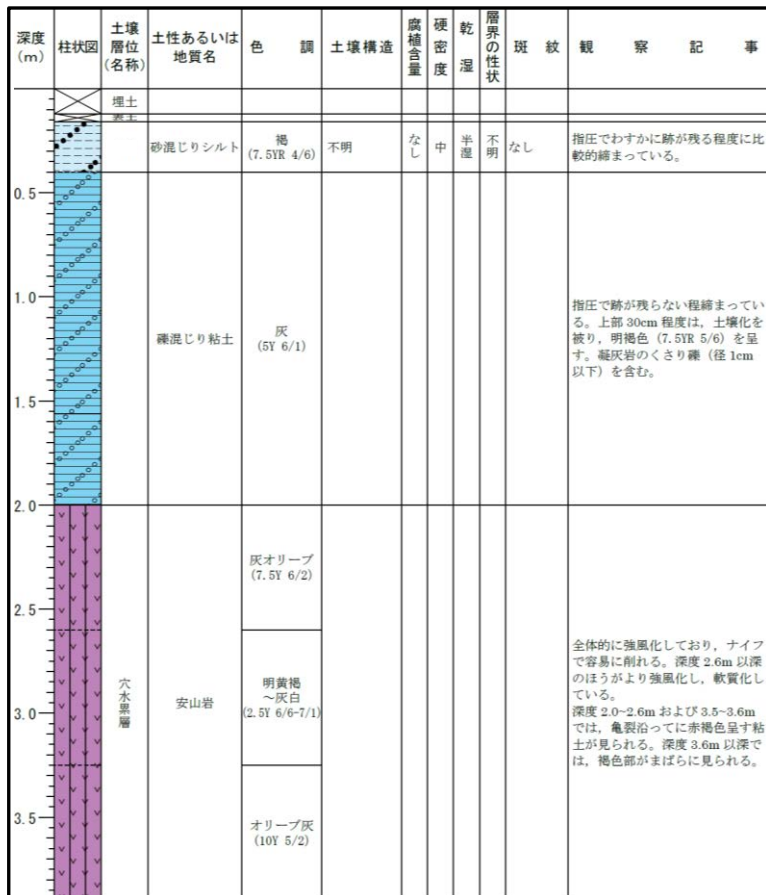 深度
(m)
柱状図
土壌
層位
(名称)
土性あるいは
地質名
色調
土壌構造
腐植含量
硬密度
乾湿
層界の性状
斑紋
観察記事
埋土
表土
砂混じりシルト
褐
(7.5YR 4/6)
不明
なし
中
半湿
不明
なし
指圧でわずかに跡が残る程度に比
較的締まっている。
0.5
1.0
1.5
2.0
礫混じり粘土
灰
(5Y 6/1)
指圧で跡が残らない程締まってい
る。上部 30cm 程度は，土壌化を
被り，明褐色（7.5YR 5/6）を呈
す。凝灰岩のくさり礫（径 1cm
以下）を含む。
2.5
3.0
3.5
穴水累層
安山岩
灰オリーブ
(7.5Y 6/2)
明黄褐
～灰白
(2.5Y 6/6-7/1)
オリーブ灰
(10Y 5/2)
全体的に強風化しており，ナイフ
で容易に削れる。深度 2.6m 以深
のほうがより強風化し，軟質化し
ている。
深度 2.0~2.6m および 3.5~3.6m
では，亀裂沿ってに赤褐色呈す粘
土が見られる。深度 3.6m 以深で
は，褐色部がまばらに見られる。